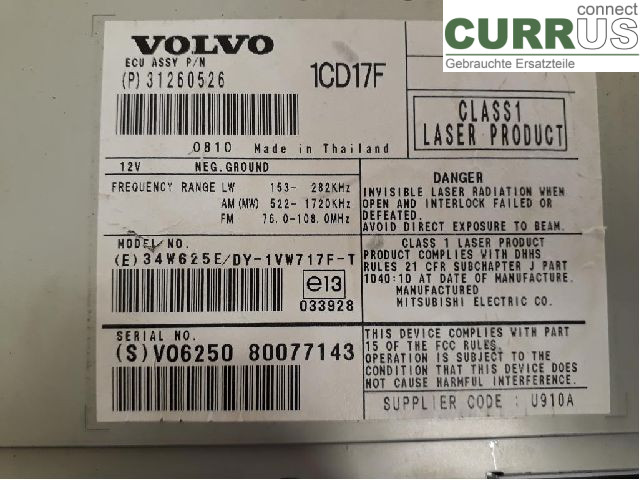 connect
CURRUS
Gebrauchte Ersatzteile
VOLVO
ECU ASSY P/N
(P) 31260526
1CD17F
0810 Made in Thailand
CLASS1
LASER PRODUCT
12V NEG.GROUND
FREQUENCY RANGE LW 153- 282KHz
AM (MW) 522- 1720KHz
FM 76.0-108.0MHz
DANGER
INVISIBLE LASER RADIATION WHEN
OPEN AND INTERLOCK FAILED OR
DEFEATED.
AVOID DIRECT EXPOSURE TO BEAM.
MODEL NO.
(E) 34W625E/DY-1VW717F-T
e13
033928
CLASS 1 LASER PRODUCT
PRODUCT COMPLIES WITH DHHS
RULES 21 CFR SUBCHAPTER J PART
1040:10 AT DATE OF MANUFACTURE.
MANUFACTURED
MITSUBISHI ELECTRIC CO.
SERIAL NO.
(S) V06250 80077143
THIS DEVICE COMPLIES WITH PART
15 OF THE FCC RULES.
OPERATION IS SUBJECT TO THE
CONDITION THAT THIS DEVICE DOES
NOT CAUSE HARMFUL INTERFERENCE.
SUPPLIER CODE : U910A